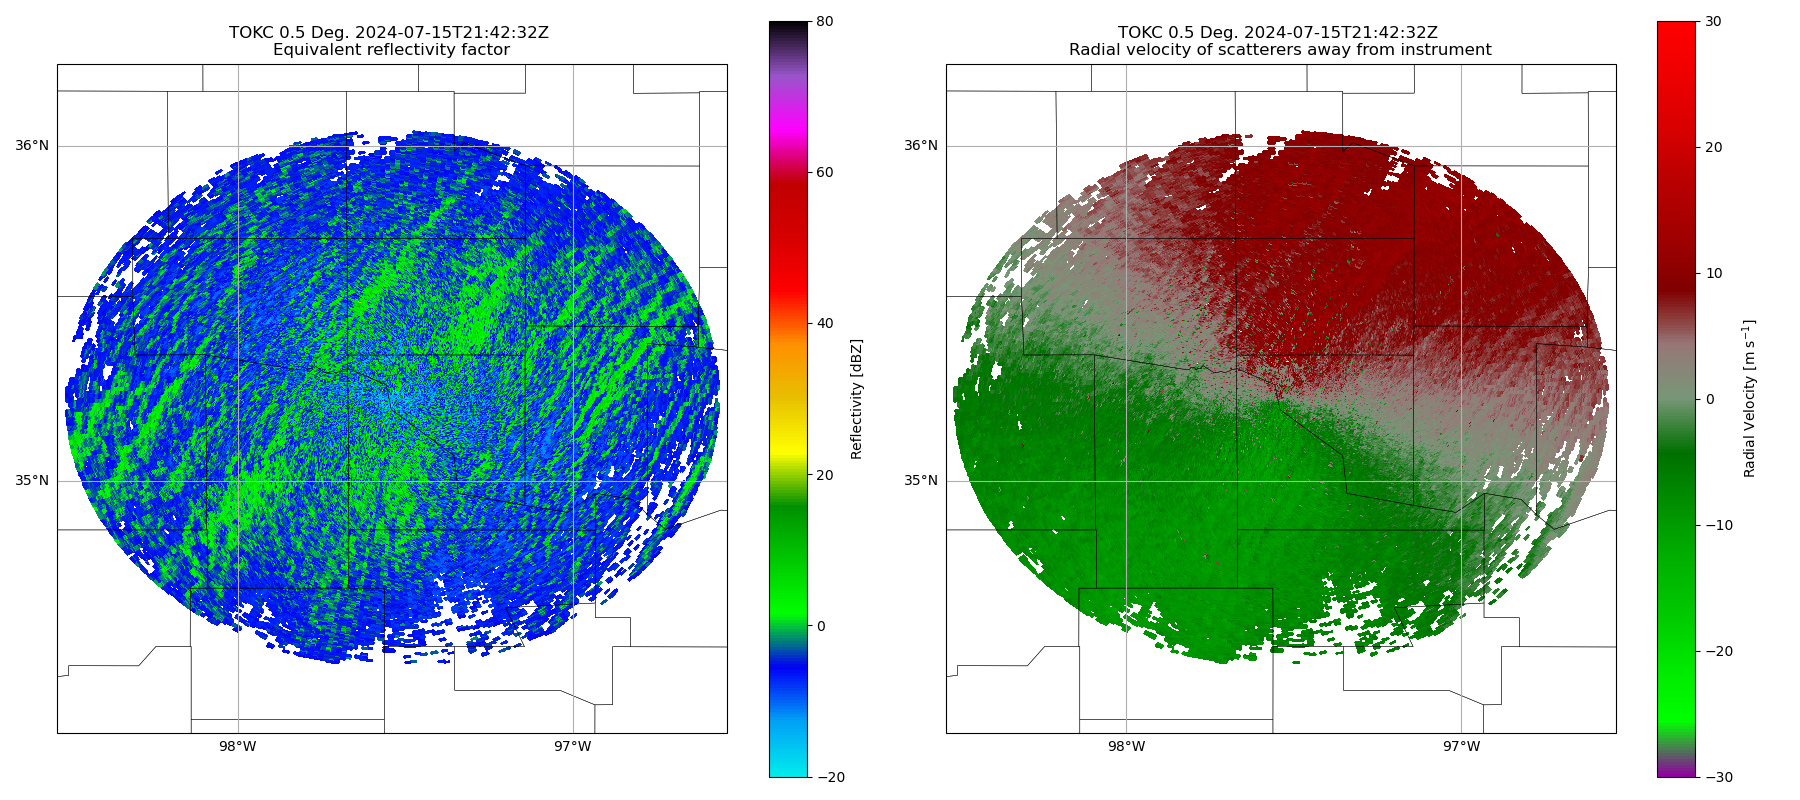 TOKC 0.5 Deg. 2024-07-15T21:42:32Z
Equivalent reflectivity factor
36°N
35°N
98°W
97°W
80
60
40
20
0
−20
Reflectivity [dBZ]
TOKC 0.5 Deg. 2024-07-15T21:42:32Z
Radial velocity of scatterers away from instrument
36°N
35°N
98°W
97°W
30
20
10
0
−10
−20
−30
Radial Velocity [m s⁻¹]